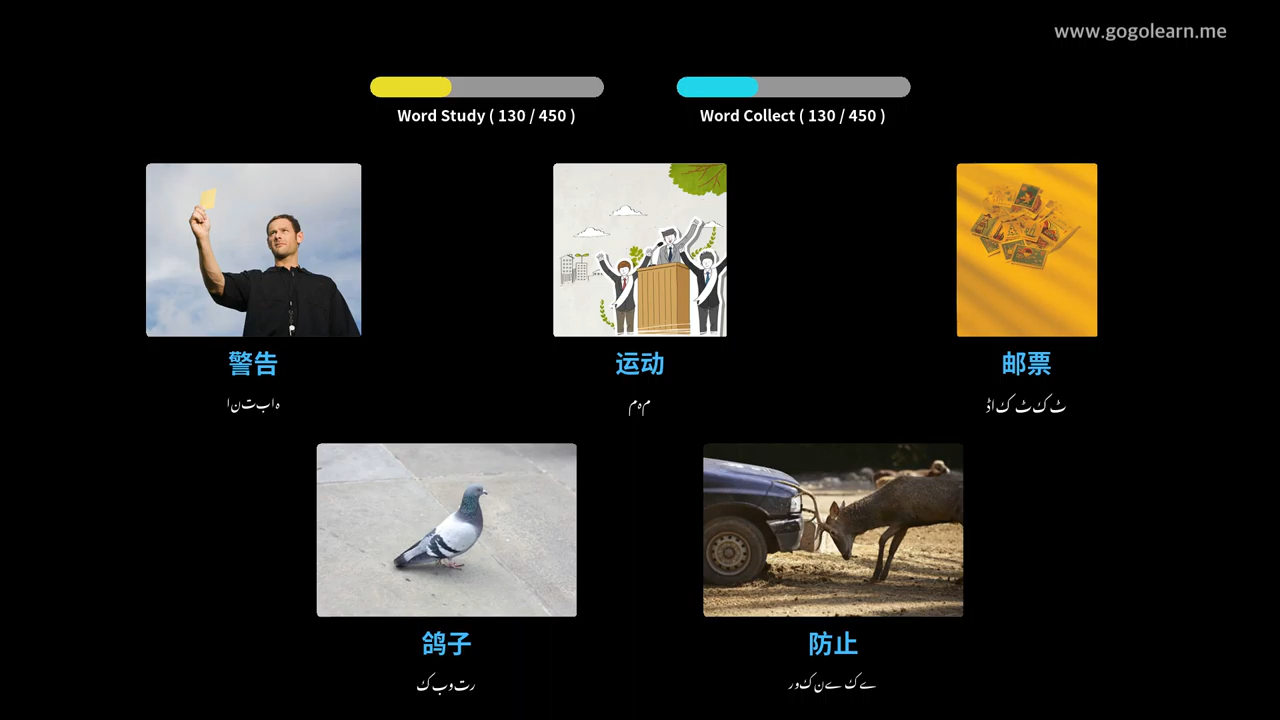 www.gogolearn.me
Word Study ( 130 / 450 )
Word Collect ( 130 / 450 )
警告
انتباہ
运动
مہم
邮票
ڈاک ٹکٹ
鸽子
کبوتر
防止
روکنے کے